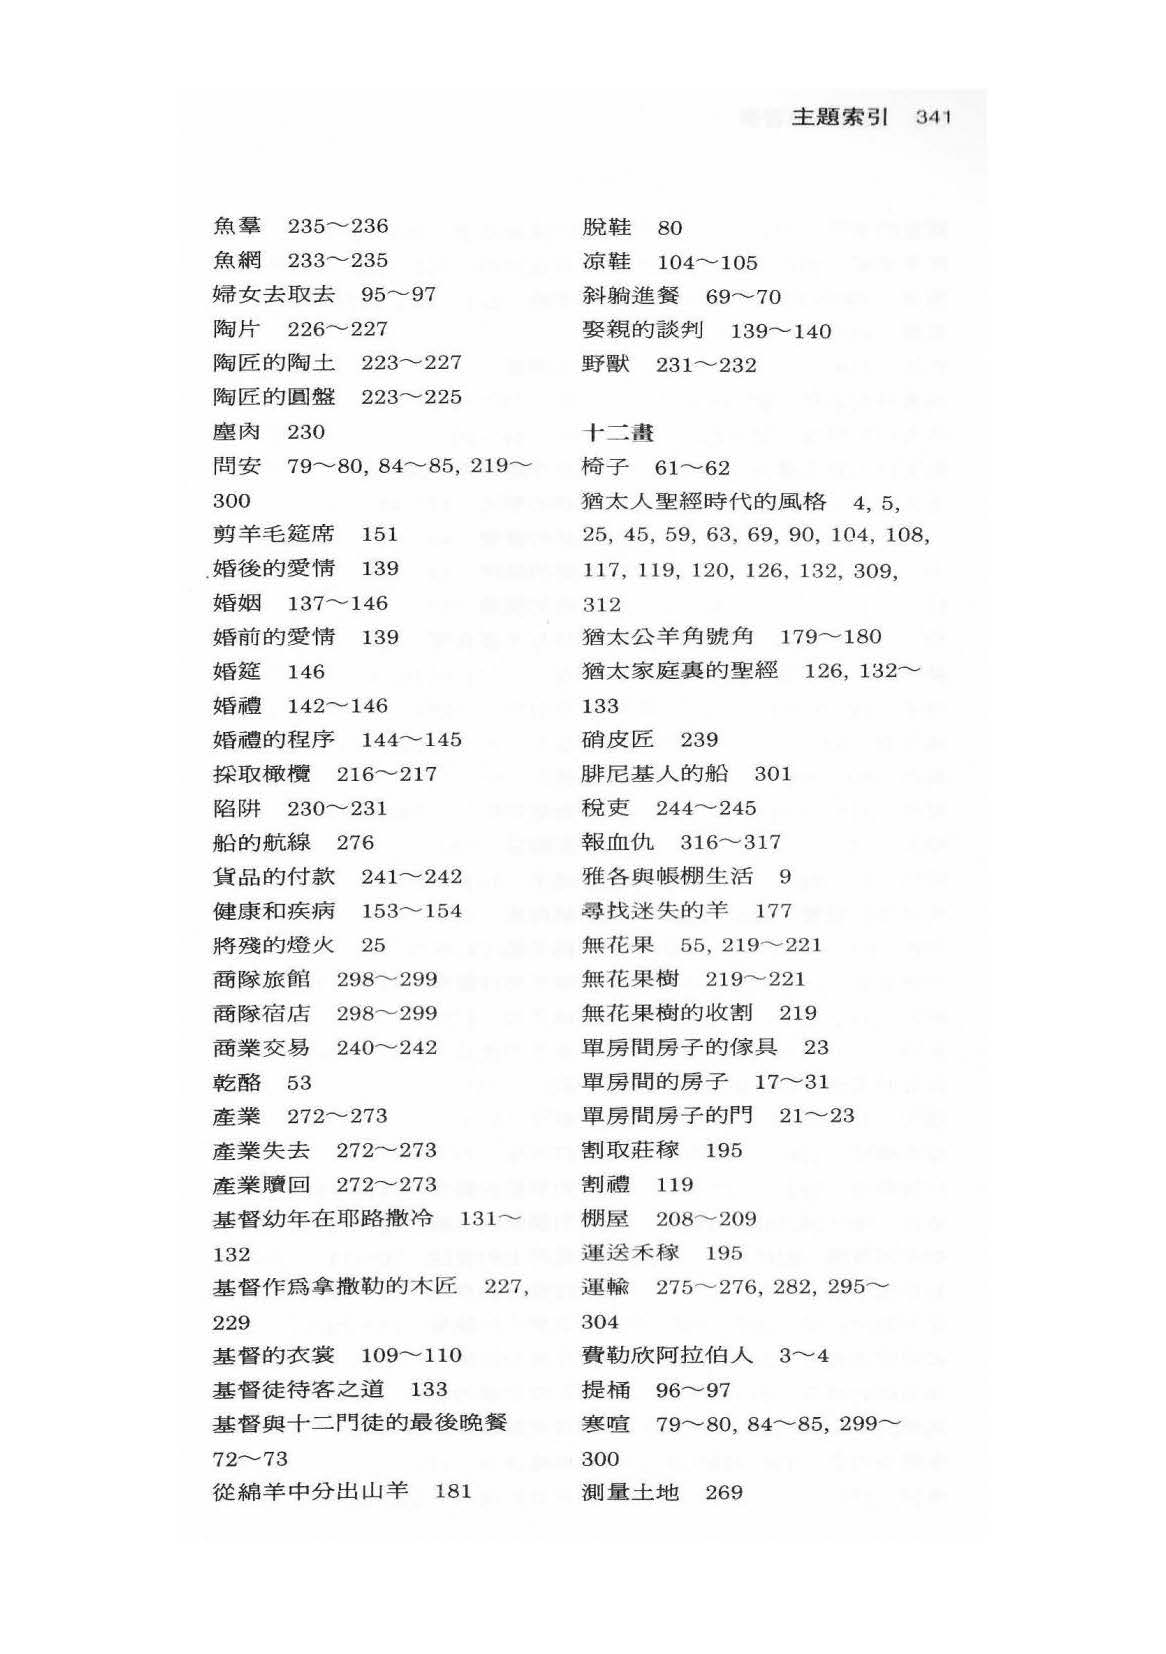 主題索引 341
魚羣 235～236
魚網 233～235
婦女去取去 95～97
陶片 226～227
陶匠的陶土 223～227
陶匠的圓盤 223～225
塵肉 230
問安 79～80, 84～85, 219～
300
剪羊毛筵席 151
婚後的愛情 139
婚姻 137～146
婚前的愛情 139
婚筵 146
婚禮 142～146
婚禮的程序 144～145
採取橄欖 216～217
陷阱 230～231
船的航線 276
貨品的付款 241～242
健康和疾病 153～154
將殘的燈火 25
商隊旅館 298～299
商隊宿店 298～299
商業交易 240～242
乾酪 53
產業 272～273
產業失去 272～273
產業贖回 272～273
基督幼年在耶路撒冷 131～
132
基督作爲拿撒勒的木匠 227,
229
基督的衣裳 109～110
基督徒待客之道 133
基督與十二門徒的最後晚餐
72～73
從綿羊中分出山羊 181
脫鞋 80
涼鞋 104～105
斜躺進餐 69～70
娶親的談判 139～140
野獸 231～232
十二畫
椅子 61～62
猶太人聖經時代的風格 4, 5,
25, 45, 59, 63, 69, 90, 104, 108,
117, 119, 120, 126, 132, 309,
312
猶太公羊角號角 179～180
猶太家庭裏的聖經 126, 132～
133
硝皮匠 239
腓尼基人的船 301
稅吏 244～245
報血仇 316～317
雅各與帳棚生活 9
尋找迷失的羊 177
無花果 55, 219～221
無花果樹 219～221
無花果樹的收割 219
單房間房子的傢具 23
單房間的房子 17～31
單房間房子的門 21～23
割取莊稼 195
割禮 119
棚屋 208～209
運送禾稼 195
運輸 275～276, 282, 295～
304
費勒欣阿拉伯人 3～4
提桶 96～97
寒喧 79～80, 84～85, 299～
300
測量土地 269